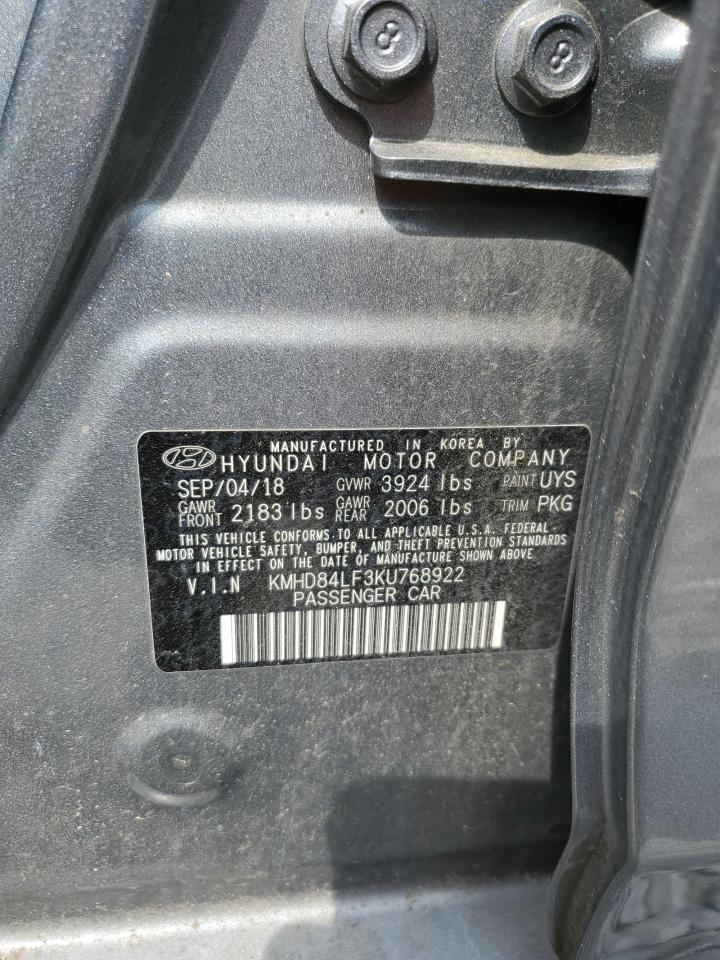 8 8
MANUFACTURED IN KOREA BY
HYUNDAI MOTOR COMPANY
SEP/04/18 GVWR 3924 lbs PAINT UYS
GAWR FRONT 2183 lbs GAWR REAR 2006 lbs TRIM PKG
THIS VEHICLE CONFORMS TO ALL APPLICABLE U.S.A. FEDERAL
MOTOR VEHICLE SAFETY, BUMPER, AND THEFT PREVENTION STANDARDS
IN EFFECT ON THE DATE OF MANUFACTURE SHOWN ABOVE
V.I.N KMHD84LF3KU768922
PASSENGER CAR